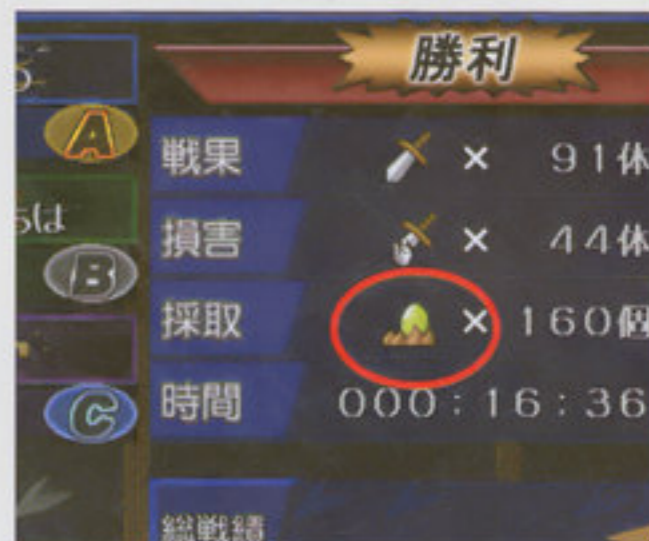 勝利
A
戦果 × 91体
損害 × 44体
B
採取 × 160個
C
時間 000:16:36
総戦績